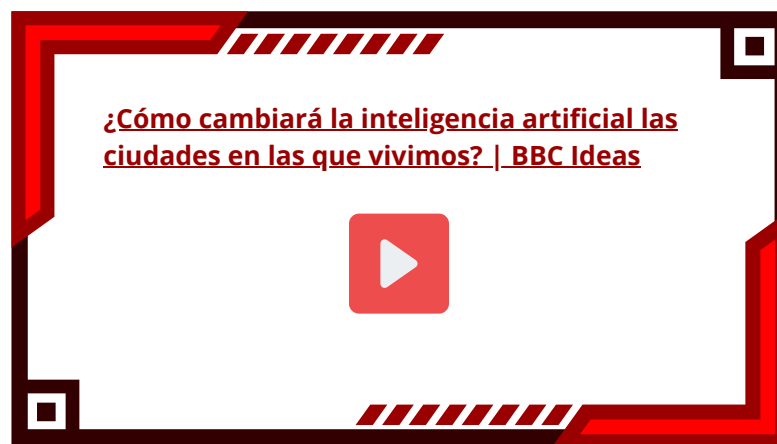 ¿Cómo cambiará la inteligencia artificial las
ciudades en las que vivimos? | BBC Ideas